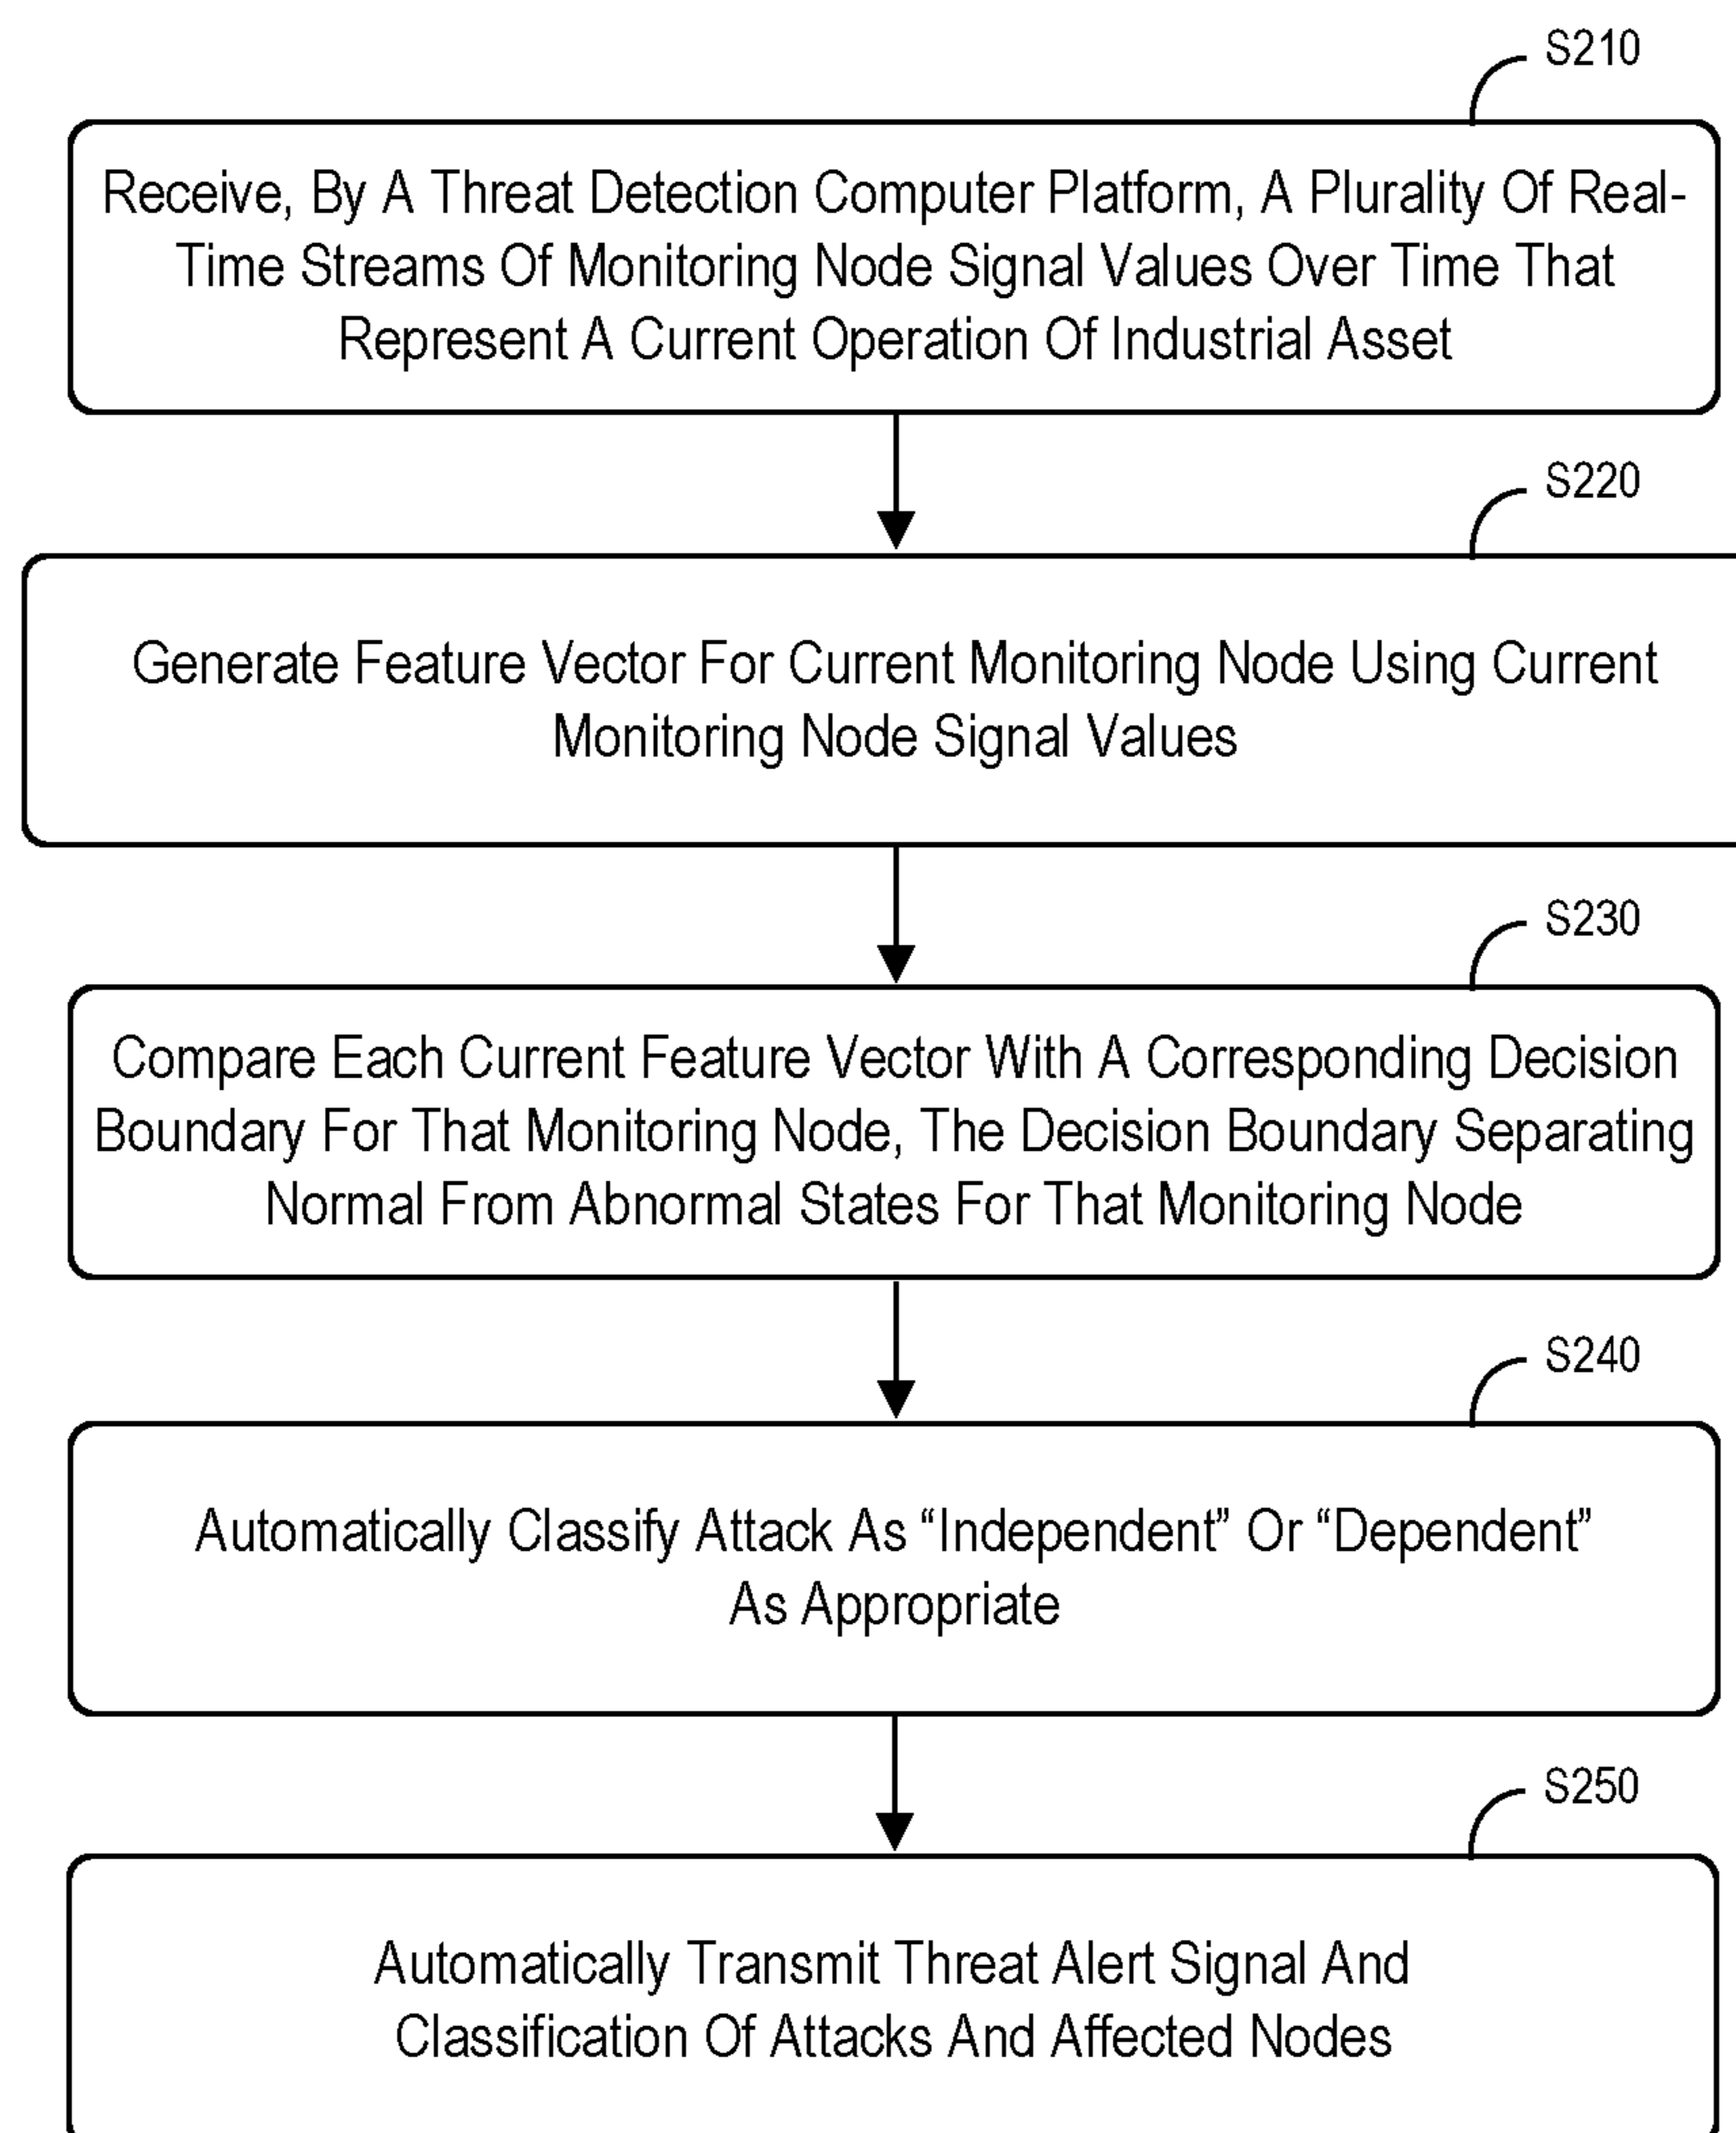 S210
Receive, By A Threat Detection Computer Platform, A Plurality Of Real-
Time Streams Of Monitoring Node Signal Values Over Time That
Represent A Current Operation Of Industrial Asset
S220
Generate Feature Vector For Current Monitoring Node Using Current
Monitoring Node Signal Values
S230
Compare Each Current Feature Vector With A Corresponding Decision
Boundary For That Monitoring Node, The Decision Boundary Separating
Normal From Abnormal States For That Monitoring Node
S240
Automatically Classify Attack As “Independent” Or “Dependent”
As Appropriate
S250
Automatically Transmit Threat Alert Signal And
Classification Of Attacks And Affected Nodes